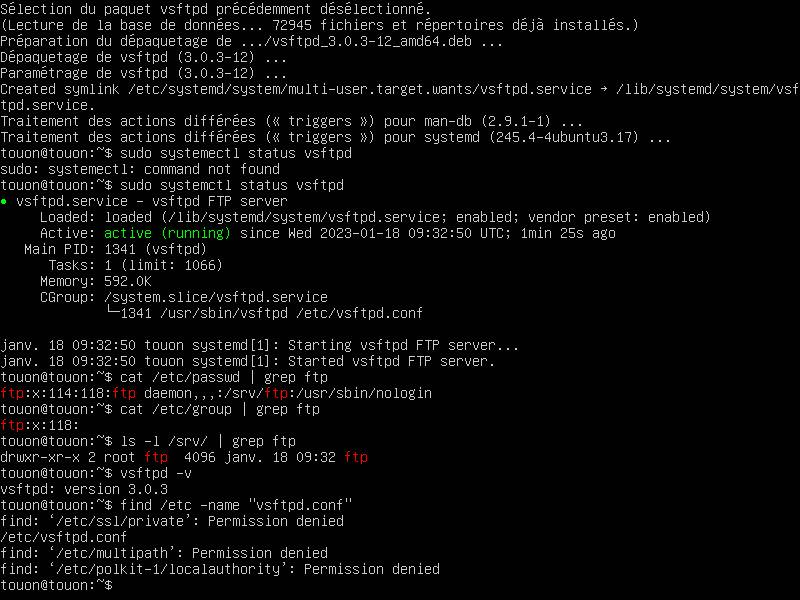 Sélection du paquet vsftpd précédemment désélectionné.
(Lecture de la base de données... 72945 fichiers et répertoires déjà installés.)
Préparation du dépaquetage de .../vsftpd_3.0.3-12_amd64.deb ...
Dépaquetage de vsftpd (3.0.3-12) ...
Paramétrage de vsftpd (3.0.3-12) ...
Created symlink /etc/systemd/system/multi-user.target.wants/vsftpd.service → /lib/systemd/system/vsf
tpd.service.
Traitement des actions différées (« triggers ») pour man-db (2.9.1-1) ...
Traitement des actions différées (« triggers ») pour systemd (245.4-4ubuntu3.17) ...
touon@touon:~$ sudo systemectl status vsftpd
sudo: systemectl: command not found
touon@touon:~$ sudo systemctl status vsftpd
● vsftpd.service - vsftpd FTP server
Loaded: loaded (/lib/systemd/system/vsftpd.service; enabled; vendor preset: enabled)
Active: active (running) since Wed 2023-01-18 09:32:50 UTC; 1min 25s ago
Main PID: 1341 (vsftpd)
Tasks: 1 (limit: 1066)
Memory: 592.0K
CGroup: /system.slice/vsftpd.service
└─1341 /usr/sbin/vsftpd /etc/vsftpd.conf
janv. 18 09:32:50 touon systemd[1]: Starting vsftpd FTP server...
janv. 18 09:32:50 touon systemd[1]: Started vsftpd FTP server.
touon@touon:~$ cat /etc/passwd | grep ftp
ftp:x:114:118:ftp daemon,,,:/srv/ftp:/usr/sbin/nologin
touon@touon:~$ cat /etc/group | grep ftp
ftp:x:118:
touon@touon:~$ ls -l /srv/ | grep ftp
drwxr-xr-x 2 root ftp  4096 janv. 18 09:32 ftp
touon@touon:~$ vsftpd -v
vsftpd: version 3.0.3
touon@touon:~$ find /etc -name "vsftpd.conf"
find: ‘/etc/ssl/private’: Permission denied
/etc/vsftpd.conf
find: ‘/etc/multipath’: Permission denied
find: ‘/etc/polkit-1/localauthority’: Permission denied
touon@touon:~$